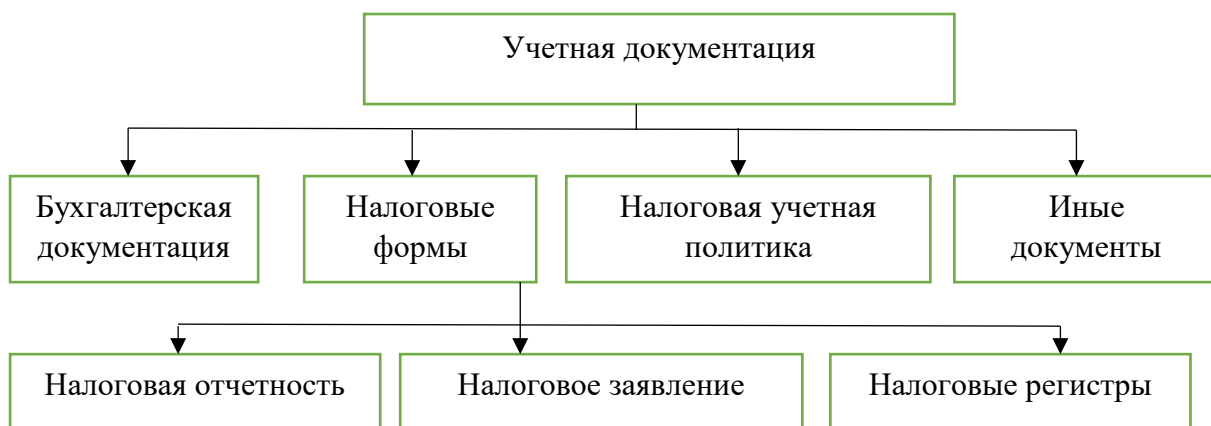 Учетная документация
Бухгалтерская
документация
Налоговые
формы
Налоговая учетная
политика
Иные
документы
Налоговая отчетность
Налоговое заявление
Налоговые регистры